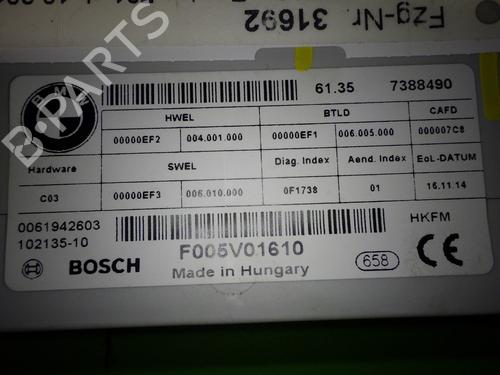 Fzg-Nr. 31692
B-PARTS
BMW
61.35 7388490
HWEL BTLD CAFD
00000EF2 004.001.000 00000EF1 006.005.000 000007C8
Hardware SWEL Diag. Index Aend. Index EoL-DATUM
C03 00000EF3 006.010.000 0F1738 01 16.11.14
0061942603
102135-10
HKFM
F005V01610
BOSCH Made in Hungary 658 CE